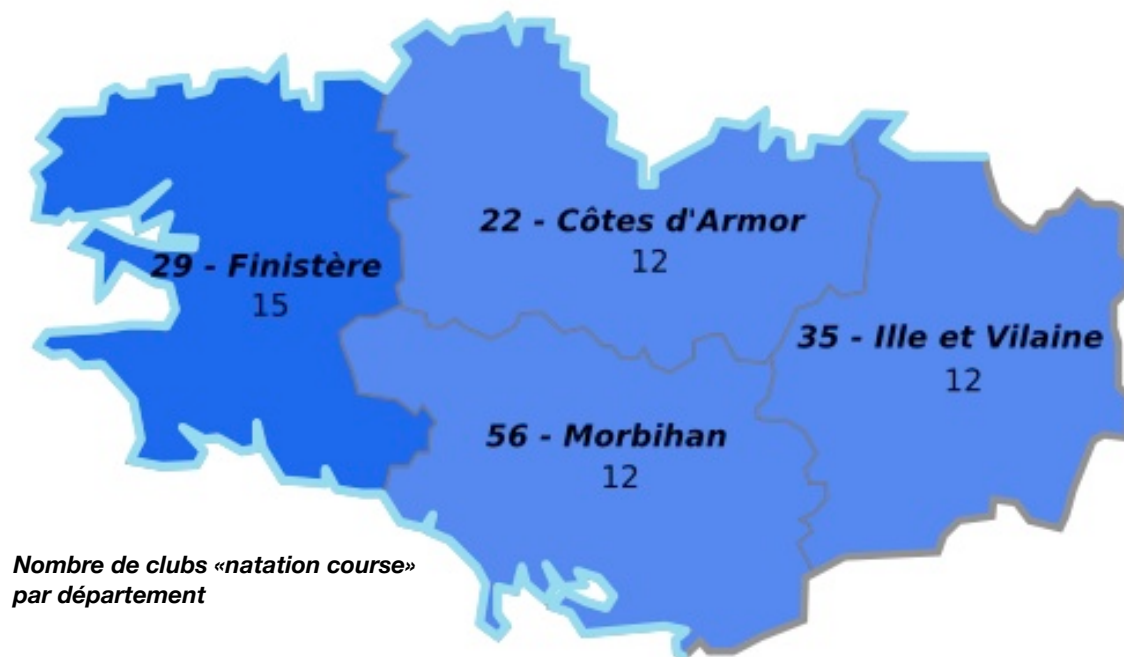 22 - Côtes d'Armor
12
29 - Finistère
15
35 - Ille et Vilaine
12
56 - Morbihan
12
Nombre de clubs «natation course»
par département